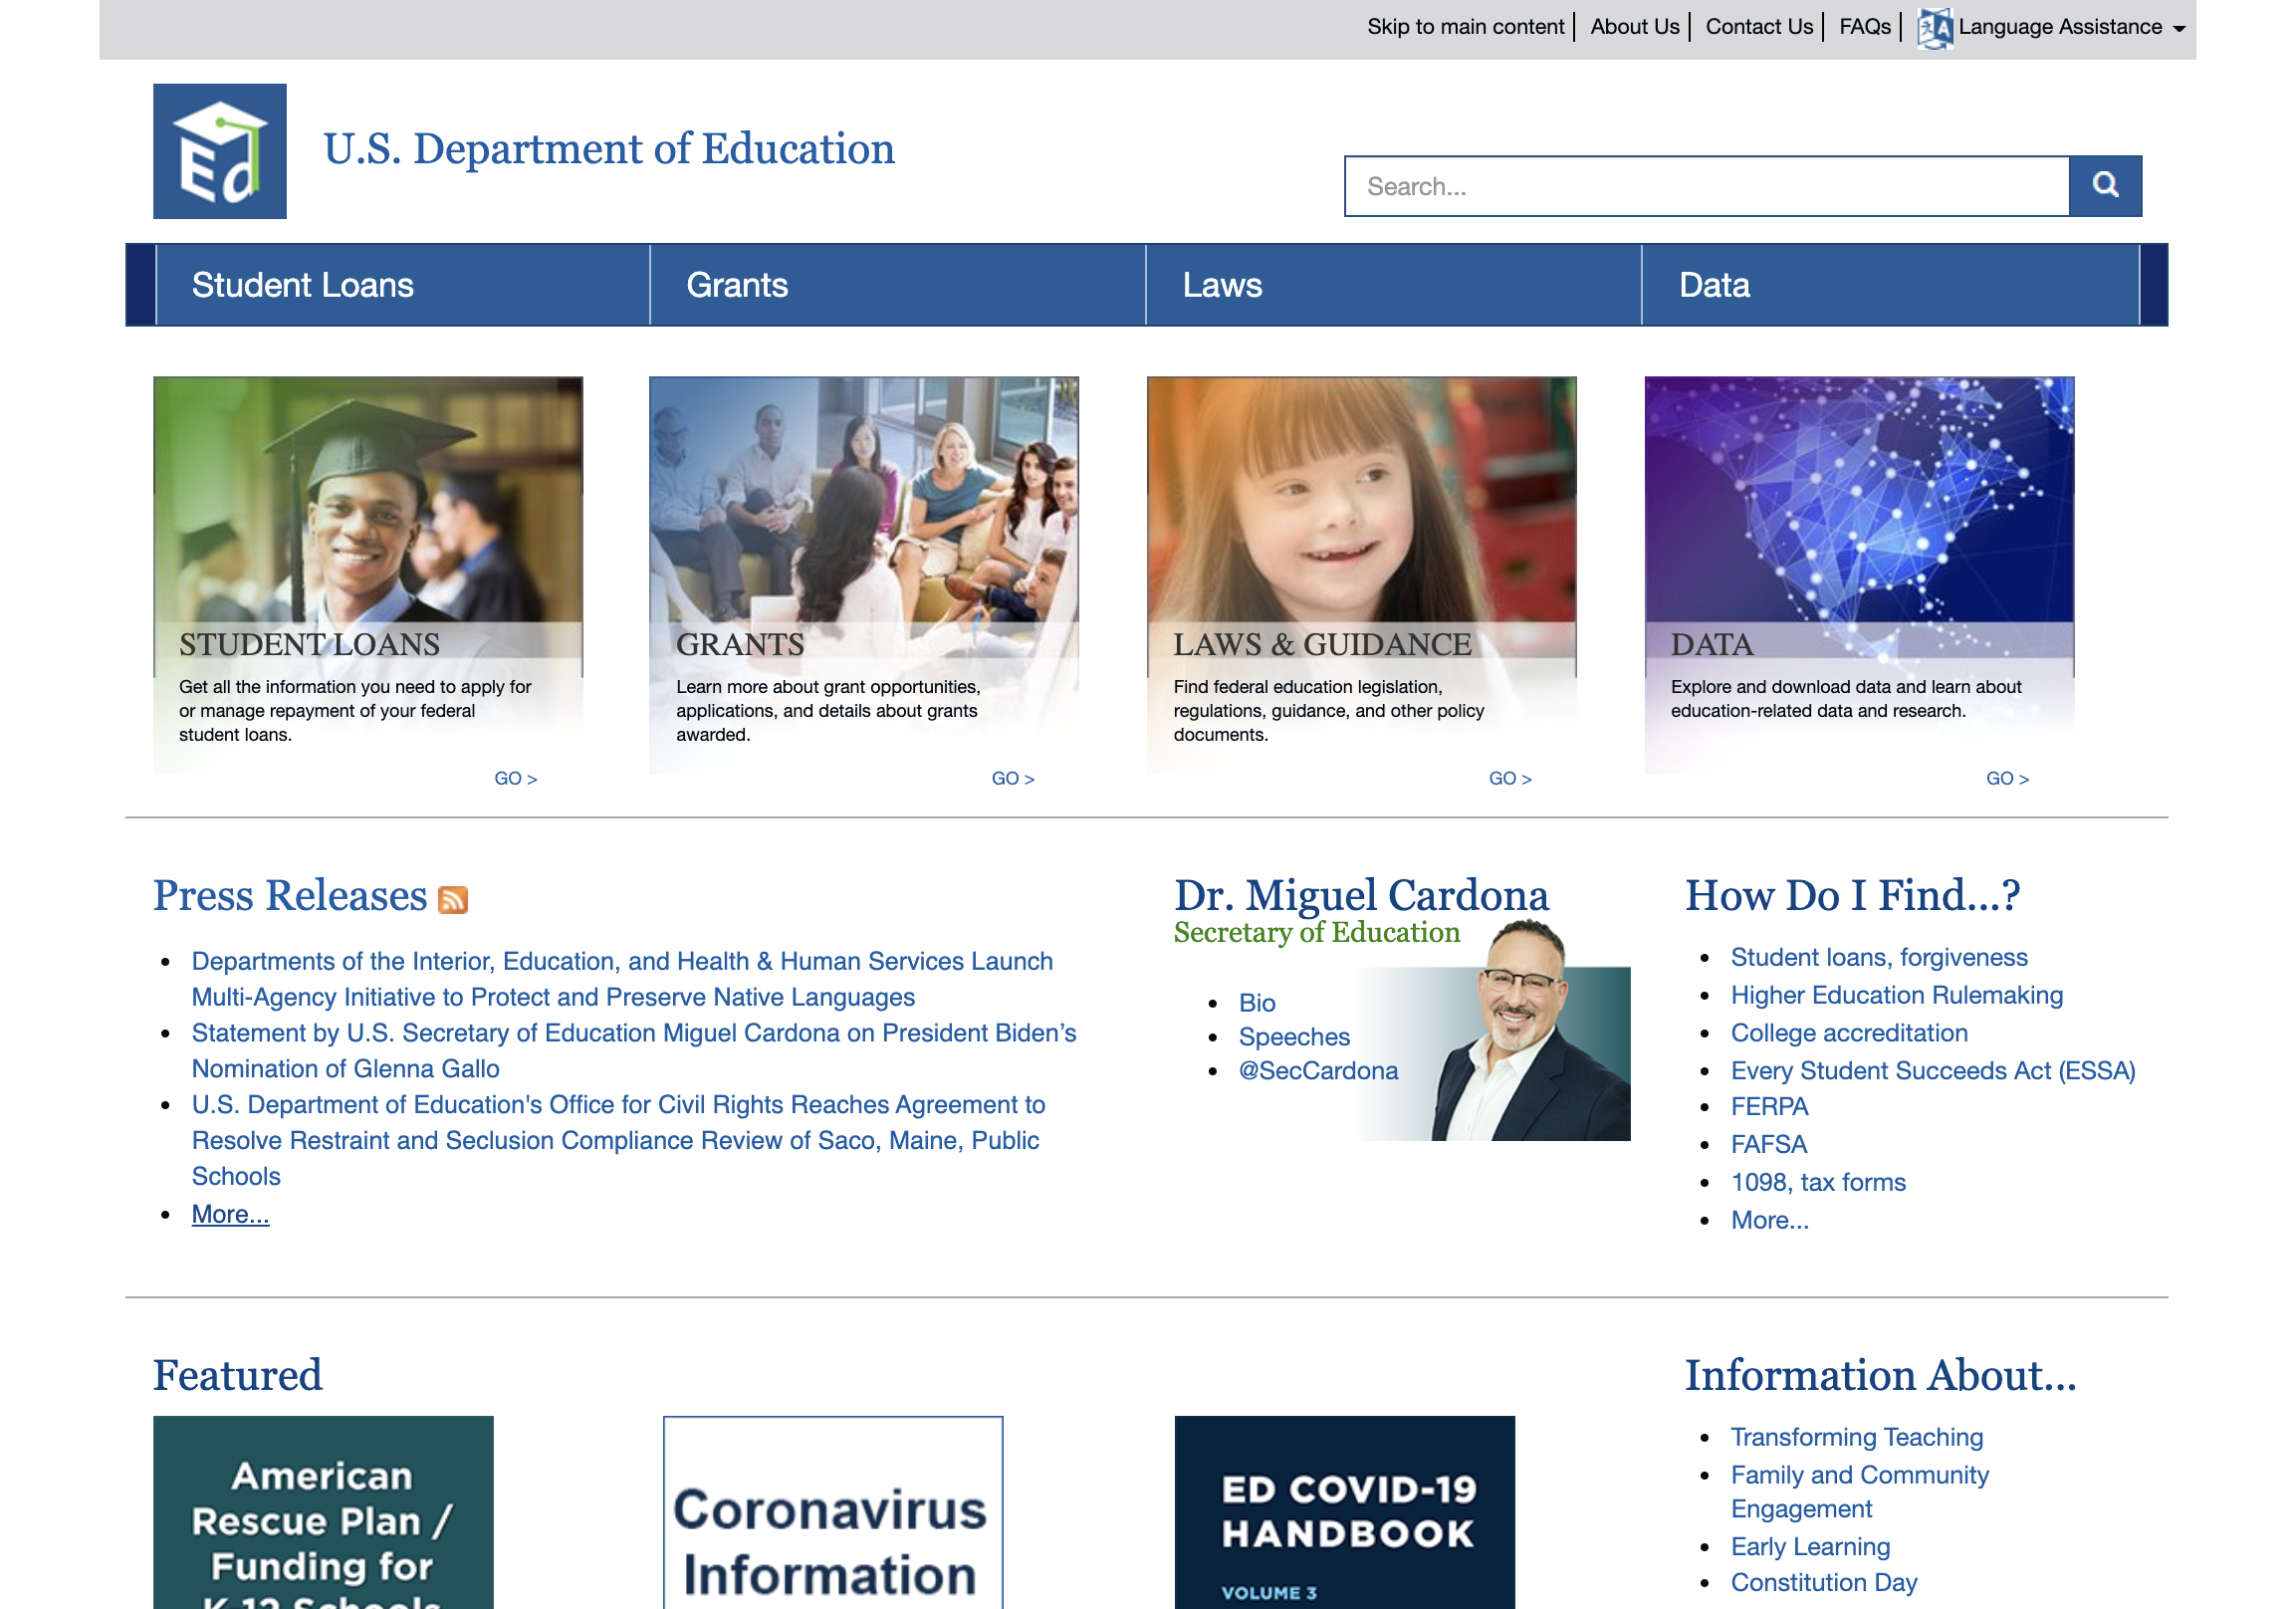 Skip to main content
About Us
Contact Us
FAQs
Language Assistance
Ed
U.S. Department of Education
Search...
Student Loans
Grants
Laws
Data
STUDENT LOANS
Get all the information you need to apply for
or manage repayment of your federal
student loans.
GO >
GRANTS
Learn more about grant opportunities,
applications, and details about grants
awarded.
GO >
LAWS & GUIDANCE
Find federal education legislation,
regulations, guidance, and other policy
documents.
GO >
DATA
Explore and download data and learn about
education-related data and research.
GO >
Press Releases
Departments of the Interior, Education, and Health & Human Services Launch
Multi-Agency Initiative to Protect and Preserve Native Languages
Statement by U.S. Secretary of Education Miguel Cardona on President Biden’s
Nomination of Glenna Gallo
U.S. Department of Education's Office for Civil Rights Reaches Agreement to
Resolve Restraint and Seclusion Compliance Review of Saco, Maine, Public
Schools
More...
Dr. Miguel Cardona
Secretary of Education
Bio
Speeches
@SecCardona
How Do I Find...?
Student loans, forgiveness
Higher Education Rulemaking
College accreditation
Every Student Succeeds Act (ESSA)
FERPA
FAFSA
1098, tax forms
More...
Featured
American
Rescue Plan /
Funding for
K-12 Schools
Coronavirus
Information
ED COVID-19
HANDBOOK
VOLUME 3
Information About...
Transforming Teaching
Family and Community
Engagement
Early Learning
Constitution Day